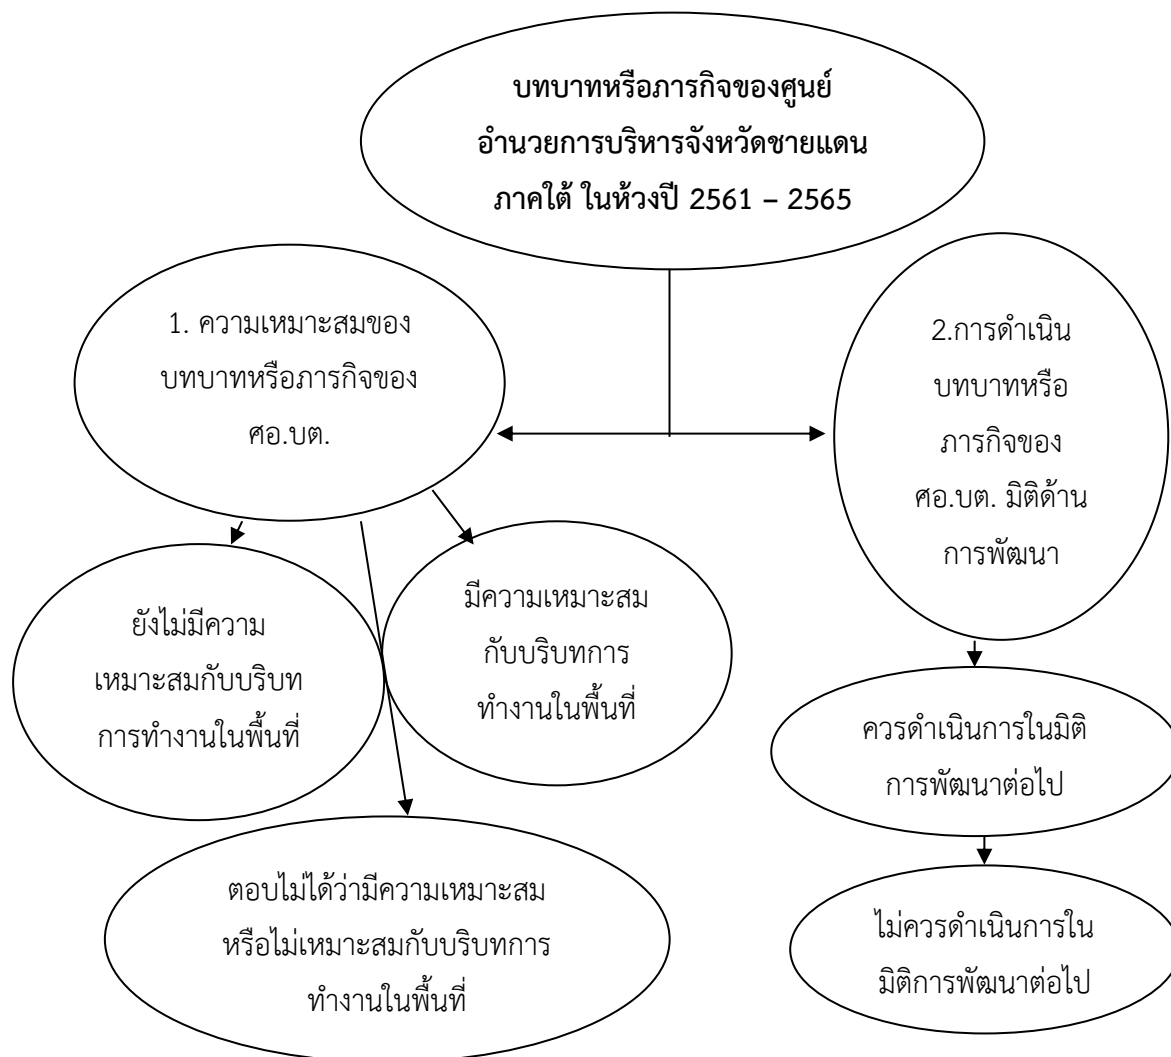 บทบาทหรือภารกิจของศูนย์
อำนวยการบริหารจังหวัดชายแดน
ภาคใต้ ในห้วงปี 2561 – 2565
1. ความเหมาะสมของ
บทบาทหรือภารกิจของ
ศอ.บต.
2.การดำเนิน
บทบาทหรือ
ภารกิจของ
ศอ.บต. มิติด้าน
การพัฒนา
ยังไม่มีความ
เหมาะสมกับบริบท
การทำงานในพื้นที่
มีความเหมาะสม
กับบริบทการ
ทำงานในพื้นที่
ควรดำเนินการในมิติ
การพัฒนาต่อไป
ตอบไม่ได้ว่ามีความเหมาะสม
หรือไม่เหมาะสมกับบริบทการ
ทำงานในพื้นที่
ไม่ควรดำเนินการใน
มิติการพัฒนาต่อไป